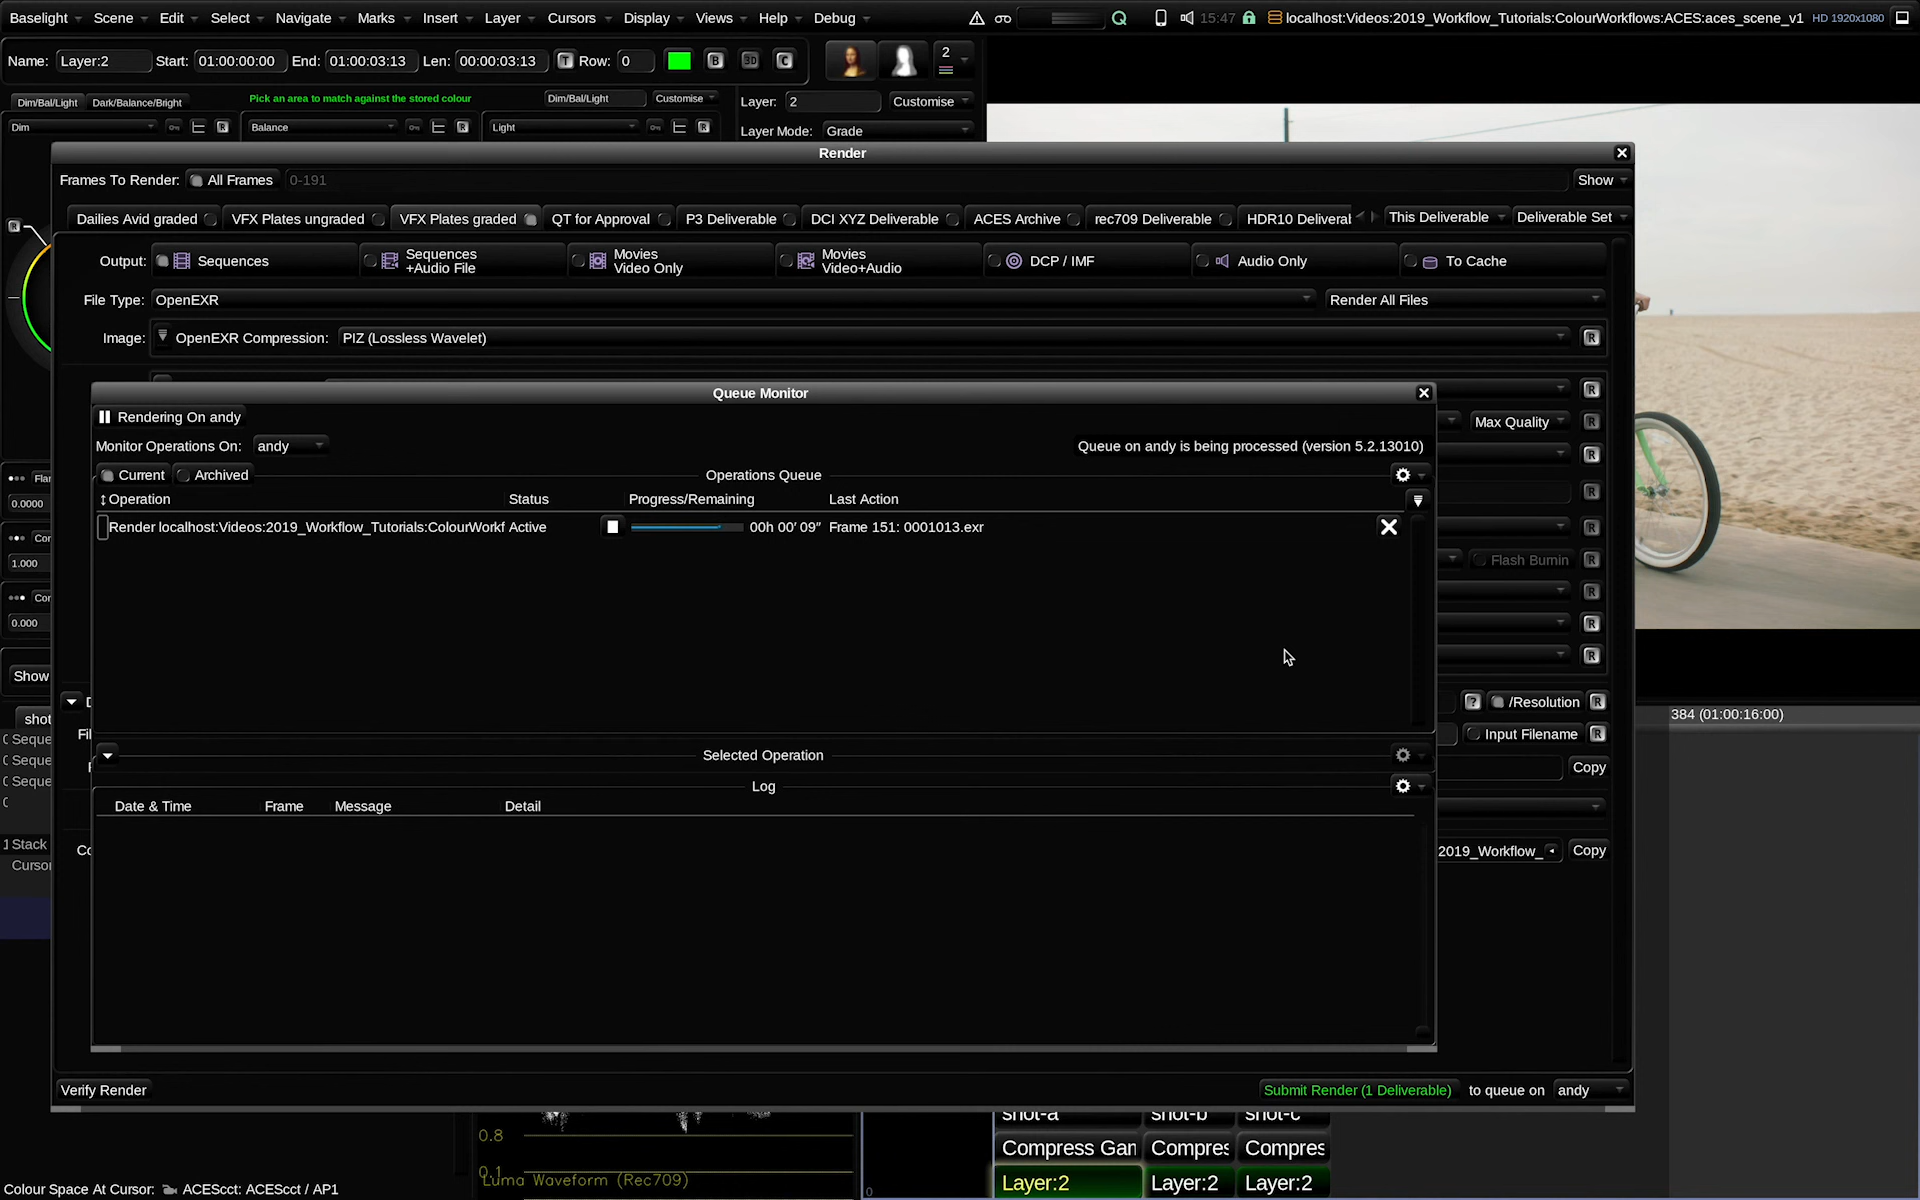 Baselight Scene Edit Select Navigate Marks Insert Layer Cursors Display Views Help Debug 15:47 localhost:Videos:2019_Workflow_Tutorials:ColourWorkflows:ACES:aces_scene_v1 HD 1920x1080
Name: Layer:2 Start: 01:00:00:00 End: 01:00:03:13 Len: 00:00:03:13 T Row: 0 B 3D C 2
Dim/Bal/Light Dark/Balance/Bright Pick an area to match against the stored colour Dim/Bal/Light Customise Layer: 2 Customise
Dim R Balance R Light R Layer Mode: Grade
Render
Frames To Render: All Frames 0-191 Show
Dailies Avid graded VFX Plates ungraded VFX Plates graded QT for Approval P3 Deliverable DCI XYZ Deliverable ACES Archive rec709 Deliverable HDR10 Deliveral This Deliverable Deliverable Set
R
Output: Sequences Sequences +Audio File Movies Video Only Movies Video+Audio DCP / IMF Audio Only To Cache
File Type: OpenEXR Render All Files
Image: OpenEXR Compression: PIZ (Lossless Wavelet) R
Queue Monitor
R
Rendering On andy
Max Quality R
Monitor Operations On: andy Queue on andy is being processed (version 5.2.13010)
R
Current Archived Operations Queue
Fla
R
Operation Status Progress/Remaining Last Action
0.0000
Render localhost:Videos:2019_Workflow_Tutorials:ColourWorkf Active 00h 00' 09" Frame 151: 0001013.exr
R
Cor
1.000
Flash Burnin R
R
Cor
0.000
R
R
Show
? /Resolution R
shot
384 (01:00:16:00)
C Seque
Fil
Input Filename R
Selected Operation
C Seque
Copy
C Seque
Log
Date & Time Frame Message Detail
1 Stack
Co
2019_Workflow_ Copy
Cursor
Verify Render Submit Render (1 Deliverable) to queue on andy
shot-a shot-b shot-c
0.8
Compress Gan Compres Compres
0.1
Luma Waveform (Rec709)
Layer:2 Layer:2 Layer:2
0
Colour Space At Cursor: ACEScct: ACEScct / AP1